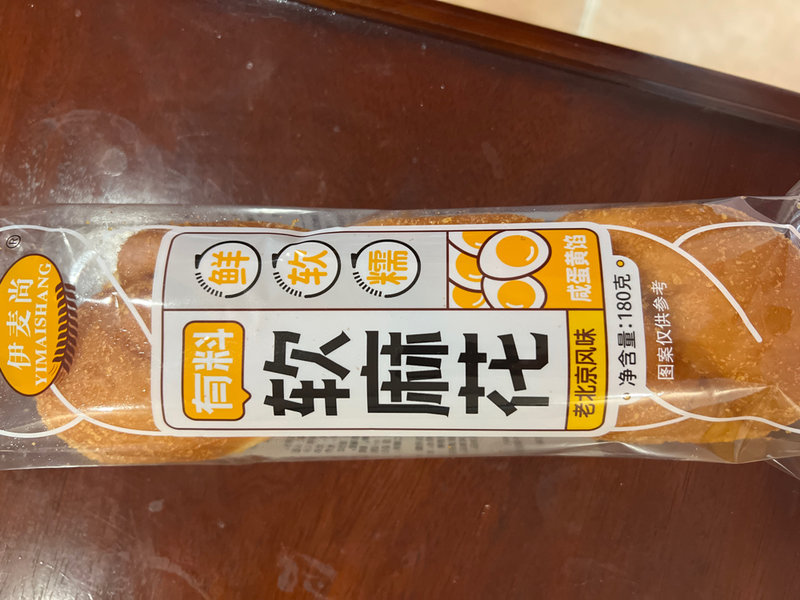 伊麦尚
YIMAISHANG
®
鲜 软 糯
咸蛋黄馅
有料
软麻花
老北京风味
净含量:180克
图案仅供参考